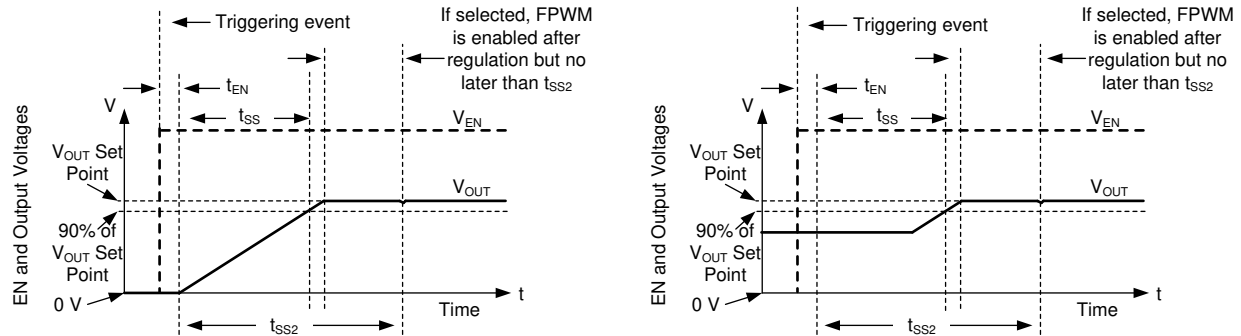 Triggering event
If selected, FPWM
is enabled after
regulation but no
later than tSS2
tEN
tSS
V
VEN
VOUT Set
Point
VOUT
90% of
VOUT Set
Point
0 V
t
Time
tSS2
EN and Output Voltages
Triggering event
If selected, FPWM
is enabled after
regulation but no
later than tSS2
tEN
tSS
V
VEN
VOUT Set
Point
VOUT
90% of
VOUT Set
Point
0 V
t
Time
tSS2
EN and Output Voltages